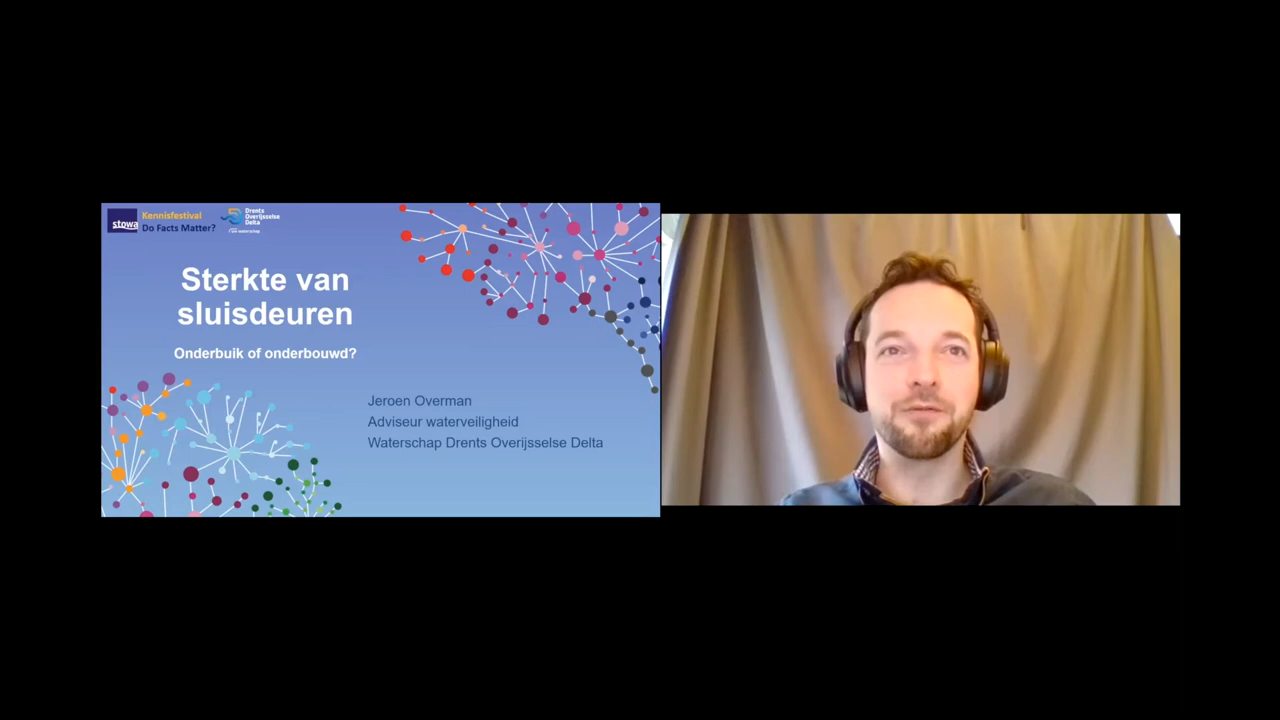 stowa
Kennisfestival
Do Facts Matter?
Drents
Overijsselse
Delta
Sterkte van
sluisdeuren
Onderbuik of onderbouwd?
Jeroen Overman
Adviseur waterveiligheid
Waterschap Drents Overijsselse Delta